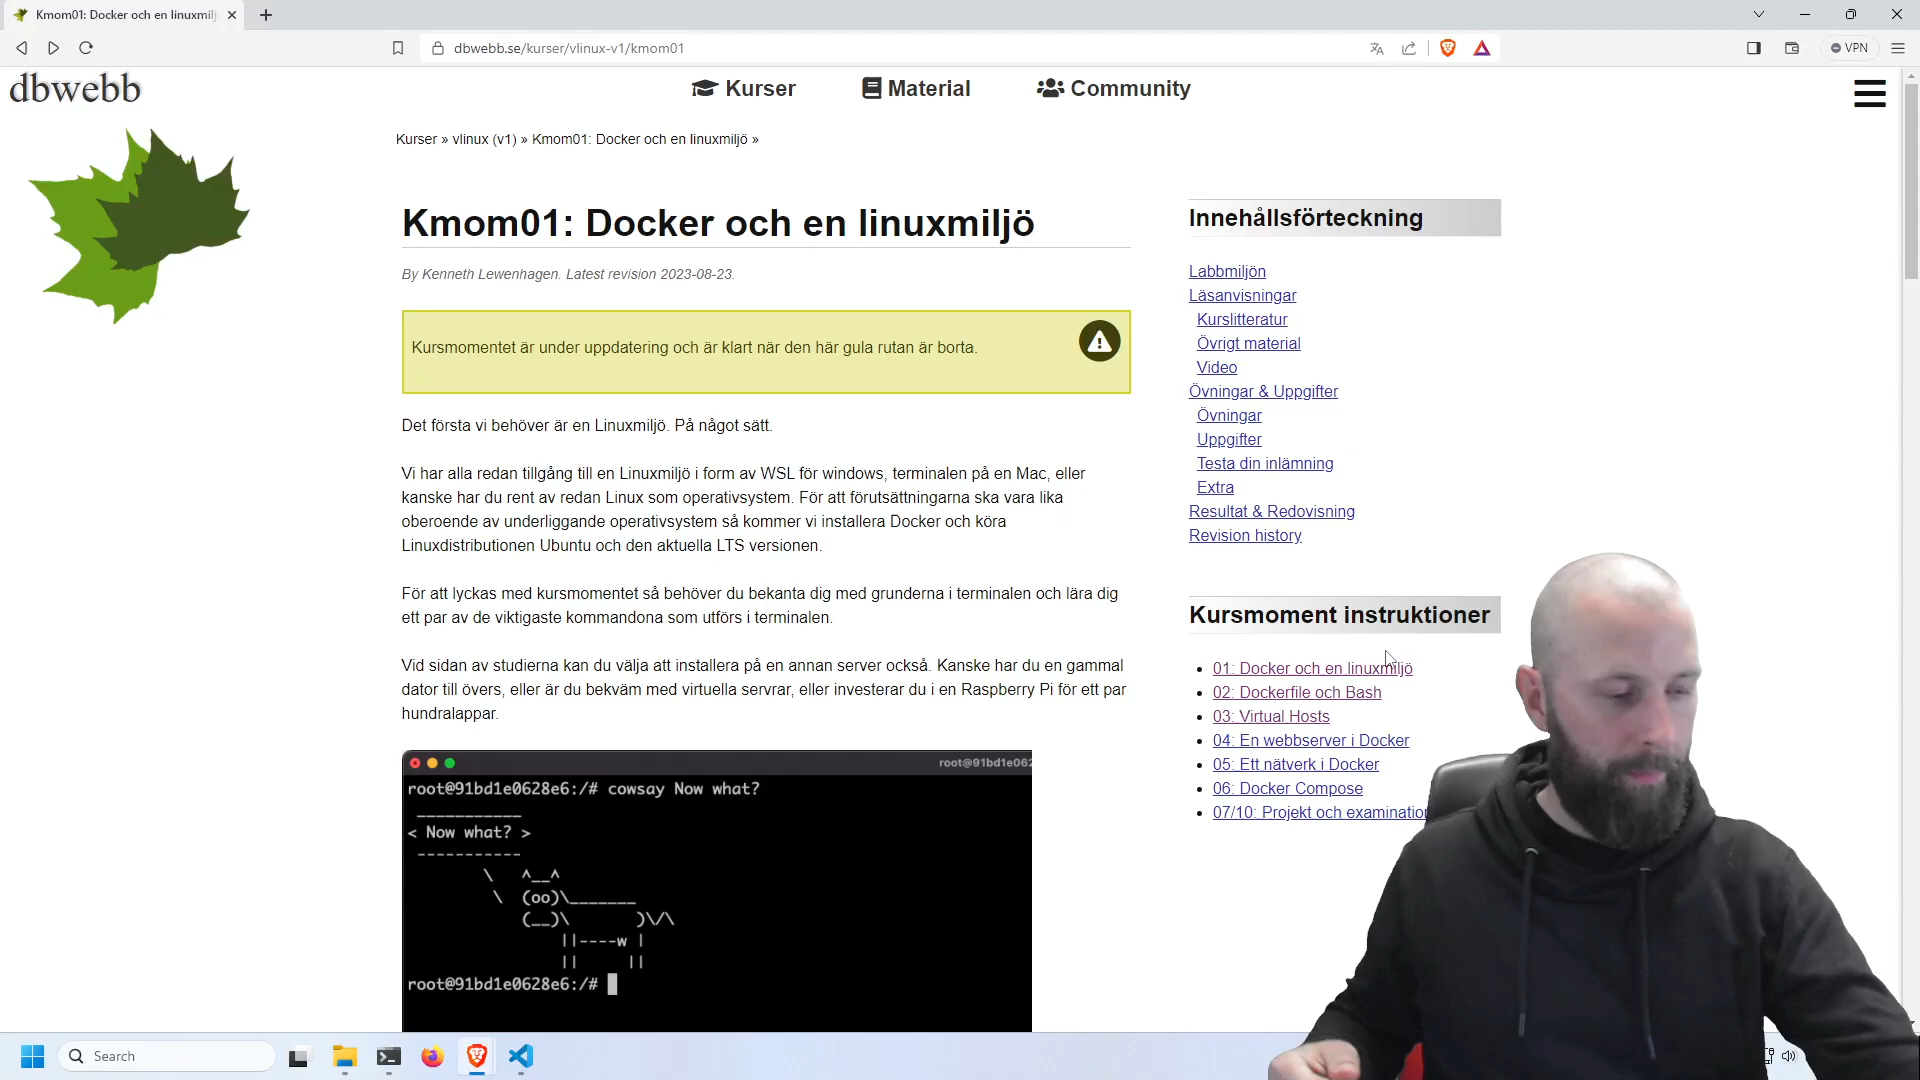 Kmom01: Docker och en linuxmilj
dbwebb.se/kurser/vlinux-v1/kmom01
VPN
dbwebb
Kurser
Material
Community
Kurser » vlinux (v1) » Kmom01: Docker och en linuxmiljö »
Kmom01: Docker och en linuxmiljö
By Kenneth Lewenhagen. Latest revision 2023-08-23.
Kursmomentet är under uppdatering och är klart när den här gula rutan är borta.
Det första vi behöver är en Linuxmiljö. På något sätt.
Vi har alla redan tillgång till en Linuxmiljö i form av WSL för windows, terminalen på en Mac, eller
kanske har du rent av redan Linux som operativsystem. För att förutsättningarna ska vara lika
oberoende av underliggande operativsystem så kommer vi installera Docker och köra
Linuxdistributionen Ubuntu och den aktuella LTS versionen.
För att lyckas med kursmomentet så behöver du bekanta dig med grunderna i terminalen och lära dig
ett par av de viktigaste kommandona som utförs i terminalen.
Vid sidan av studierna kan du välja att installera på en annan server också. Kanske har du en gammal
dator till övers, eller är du bekväm med virtuella servrar, eller investerar du i en Raspberry Pi för ett par
hundralappar.
root@91bd1e062
root@91bd1e0628e6:/# cowsay Now what?
 ___________
< Now what? >
 -----------
        \   ^__^
         \  (oo)\_______
            (__)\       )\/\
                ||----w |
                ||     ||
root@91bd1e0628e6:/#
Innehållsförteckning
Labbmiljön
Läsanvisningar
Kurslitteratur
Övrigt material
Video
Övningar & Uppgifter
Övningar
Uppgifter
Testa din inlämning
Extra
Resultat & Redovisning
Revision history
Kursmoment instruktioner
01: Docker och en linuxmiljö
02: Dockerfile och Bash
03: Virtual Hosts
04: En webbserver i Docker
05: Ett nätverk i Docker
06: Docker Compose
07/10: Projekt och examination
Search